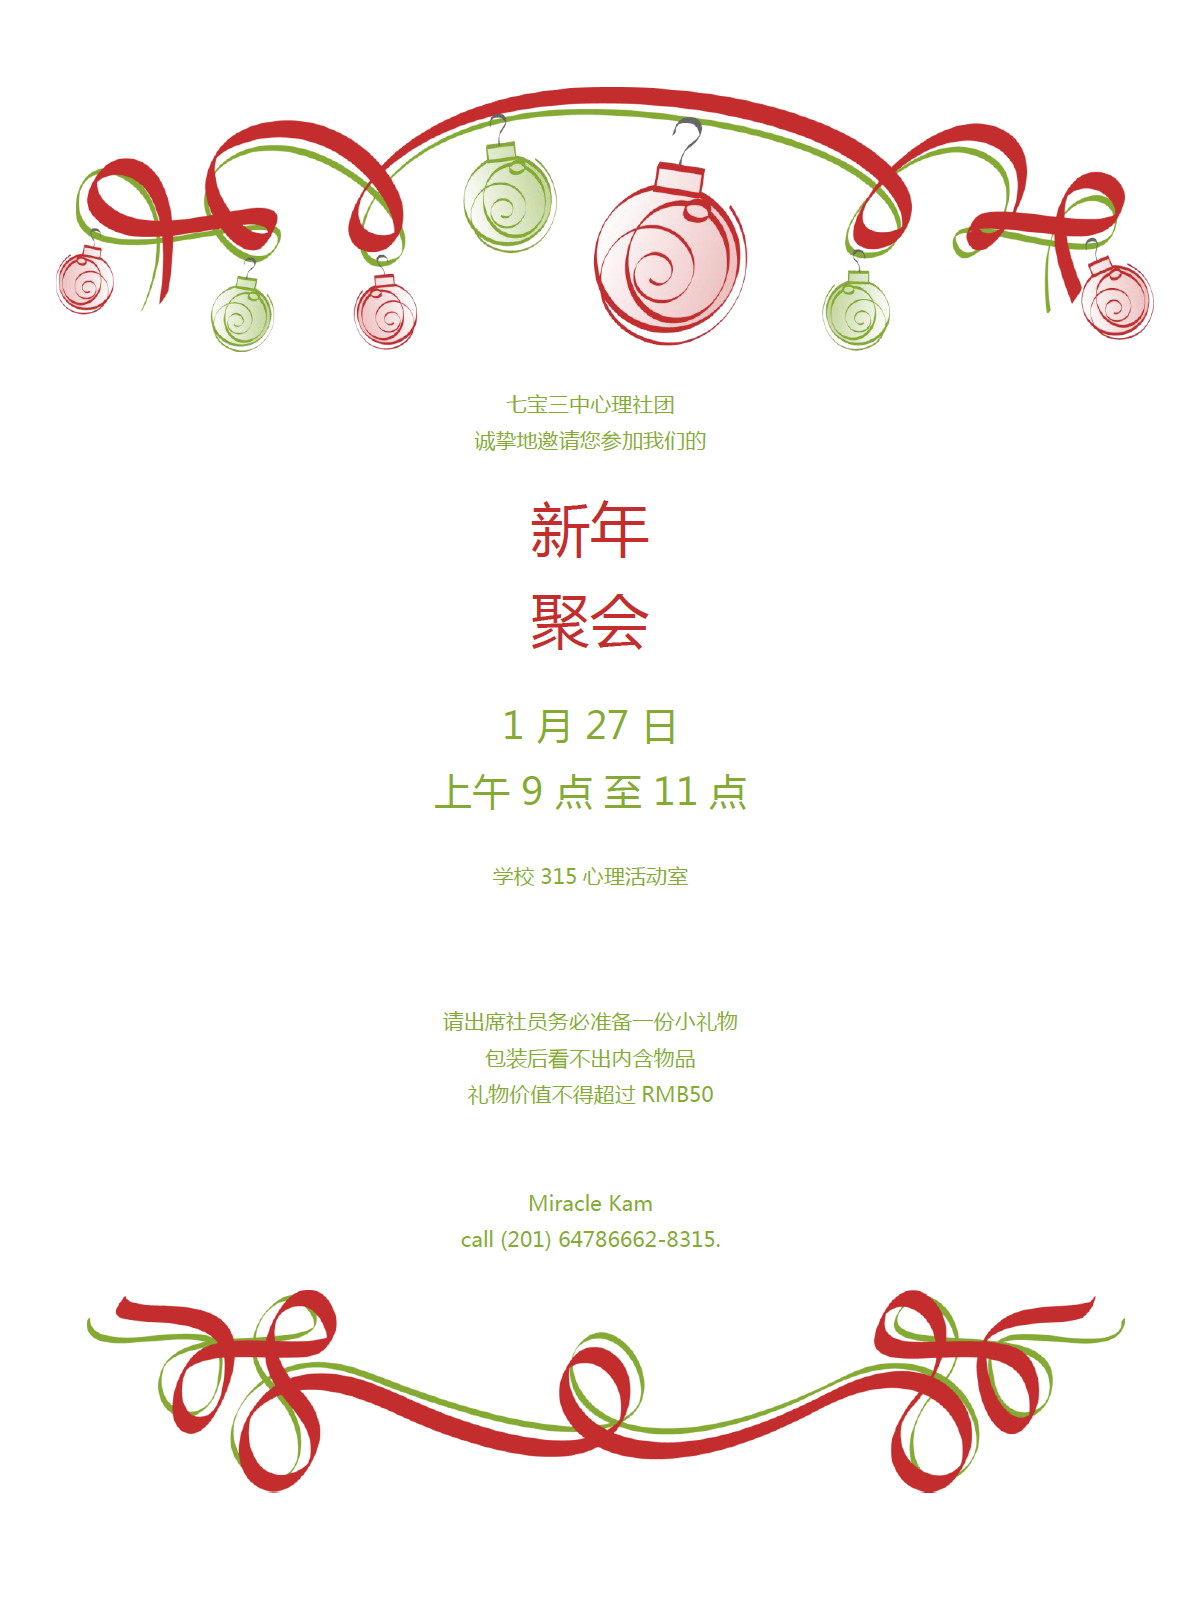 七宝三中心理社团
诚挚地邀请您参加我们的
新年
聚会
1 月 27 日
上午 9 点 至 11 点
学校 315 心理活动室
请出席社员务必准备一份小礼物
包装后看不出内含物品
礼物价值不得超过 RMB50
Miracle Kam
call (201) 64786662-8315.